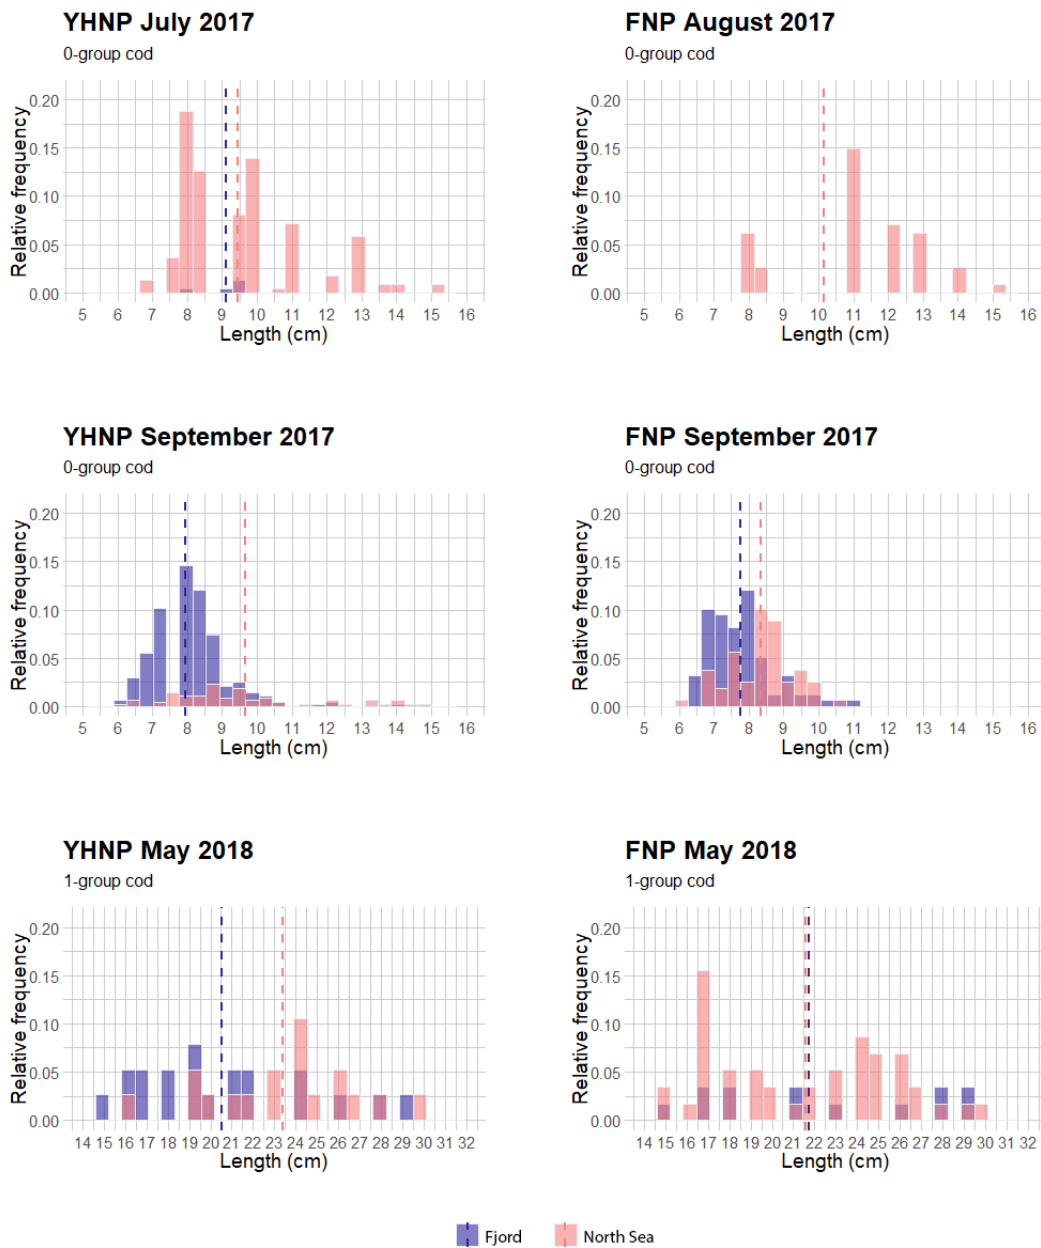 YHNP July 2017
0-group cod
Relative frequency
0.20
0.15
0.10
0.05
0.00
5 6 7 8 9 10 11 12 13 14 15 16
Length (cm)
FNP August 2017
0-group cod
Relative frequency
0.20
0.15
0.10
0.05
0.00
5 6 7 8 9 10 11 12 13 14 15 16
Length (cm)
YHNP September 2017
0-group cod
Relative frequency
0.20
0.15
0.10
0.05
0.00
5 6 7 8 9 10 11 12 13 14 15 16
Length (cm)
FNP September 2017
0-group cod
Relative frequency
0.20
0.15
0.10
0.05
0.00
5 6 7 8 9 10 11 12 13 14 15 16
Length (cm)
YHNP May 2018
1-group cod
Relative frequency
0.20
0.15
0.10
0.05
0.00
14 15 16 17 18 19 20 21 22 23 24 25 26 27 28 29 30 32
Length (cm)
FNP May 2018
1-group cod
Relative frequency
0.20
0.15
0.10
0.05
0.00
14 15 16 17 18 19 20 21 22 23 24 25 26 27 28 29 30 31 32
Length (cm)
Fjord North Sea